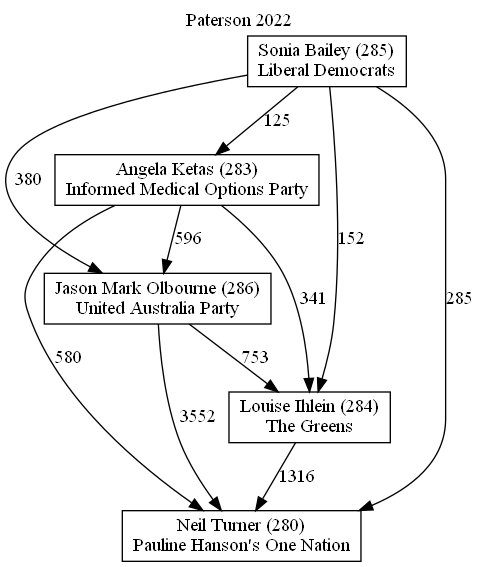 Paterson 2022
Sonia Bailey (285)
Liberal Democrats
125
Angela Ketas (283)
Informed Medical Options Party
380
596
152
Jason Mark Olbourne (286)
United Australia Party
341
285
580
753
Louise Ihlein (284)
The Greens
3552
1316
Neil Turner (280)
Pauline Hanson's One Nation